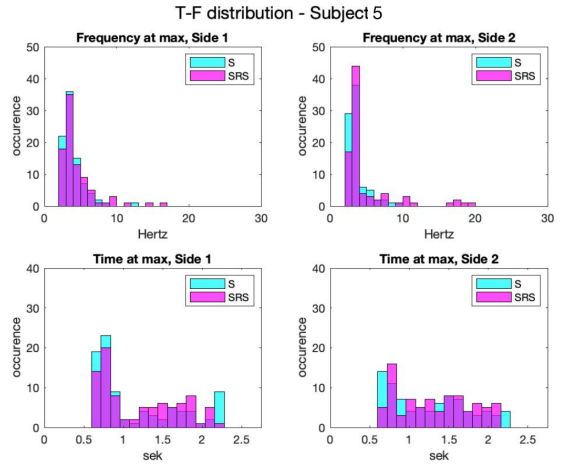 T-F distribution - Subject 5
Frequency at max, Side 1
50
40
30
20
10
0
occurence
S
SRS
0 10 20 30
Hertz
Frequency at max, Side 2
50
40
30
20
10
0
occurence
S
SRS
0 10 20 30
Hertz
Time at max, Side 1
40
30
20
10
0
occurence
S
SRS
0 0.5 1 1.5 2 2.5
sek
Time at max, Side 2
40
30
20
10
0
occurence
S
SRS
0 0.5 1 1.5 2 2.5
sek